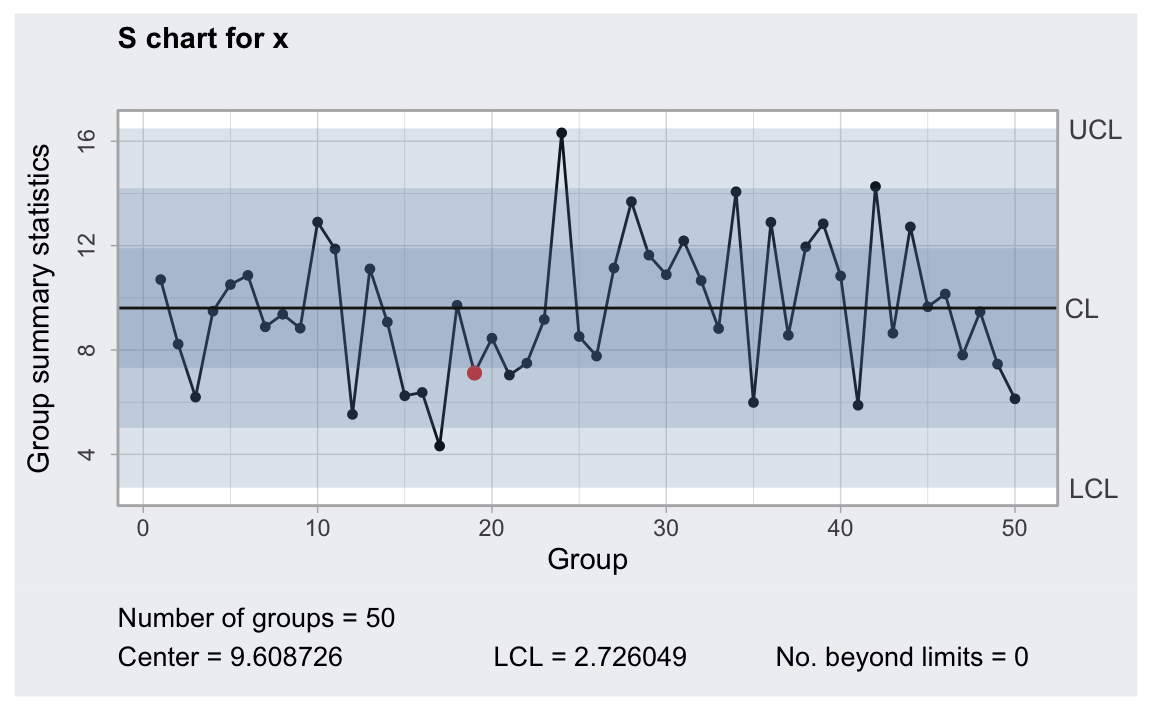 S chart for x
Group summary statistics
16
12
8
4
UCL
CL
LCL
0 10 20 30 40 50
Group
Number of groups = 50
Center = 9.608726 LCL = 2.726049 No. beyond limits = 0